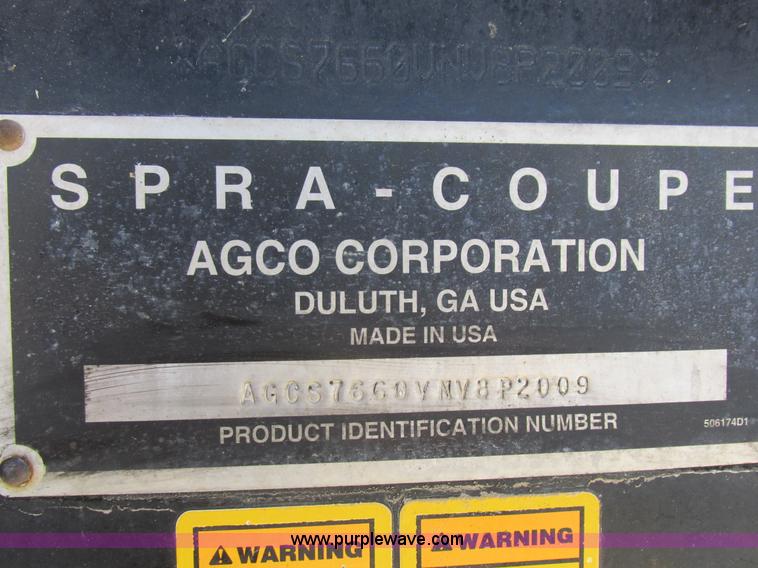 *AGCS7660VNV8P2009*
SPRA-COUPE
AGCO CORPORATION
DULUTH, GA USA
MADE IN USA
AGCS7660VNV8P2009
PRODUCT IDENTIFICATION NUMBER
506174D1
WARNING WARNING
www.purplewave.com